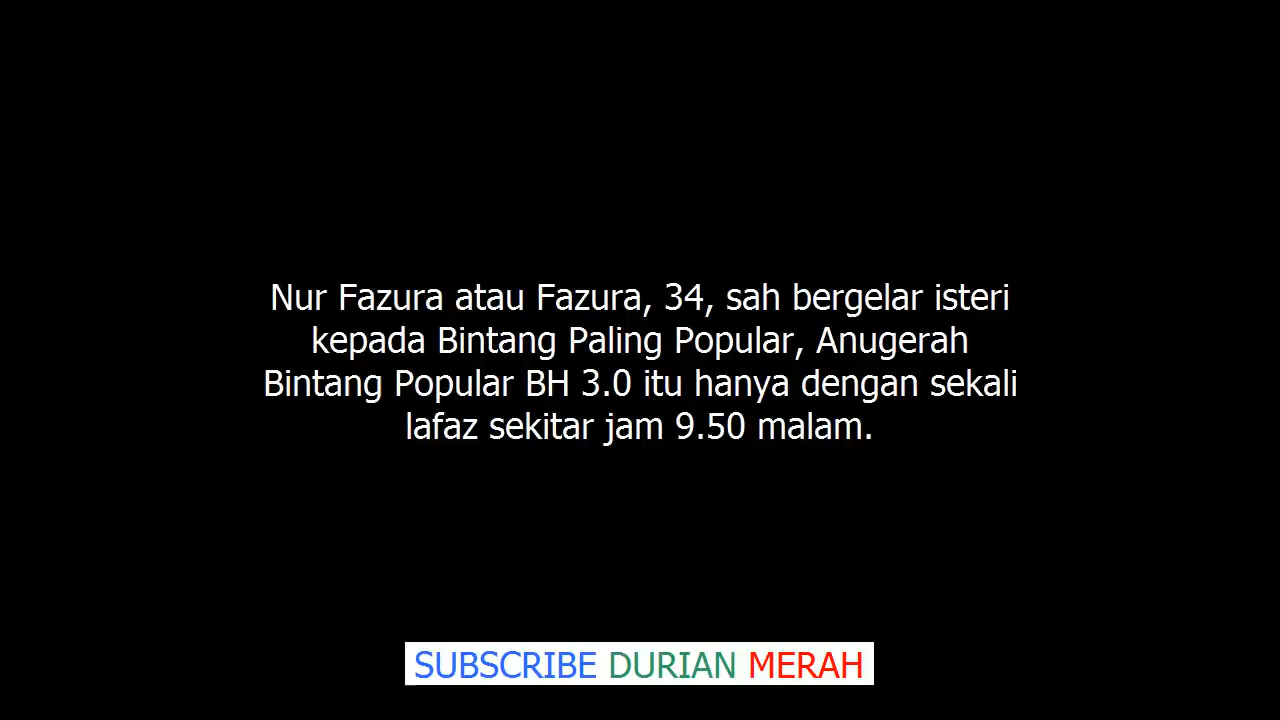 Nur Fazura atau Fazura, 34, sah bergelar isteri
kepada Bintang Paling Popular, Anugerah
Bintang Popular BH 3.0 itu hanya dengan sekali
lafaz sekitar jam 9.50 malam.
SUBSCRIBE DURIAN MERAH